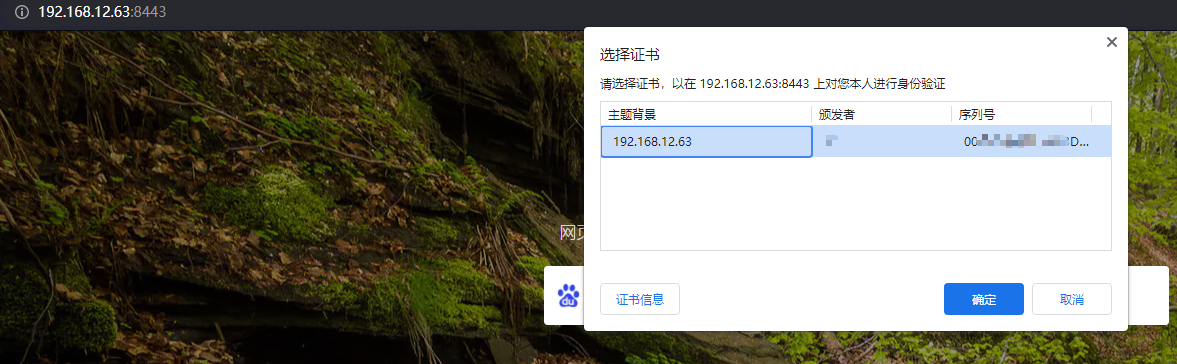 192.168.12.63:8443
选择证书
请选择证书，以在 192.168.12.63:8443 上对您本人进行身份验证
主题背景 颁发者 序列号
192.168.12.63 00 D...
网页
du
证书信息 确定 取消